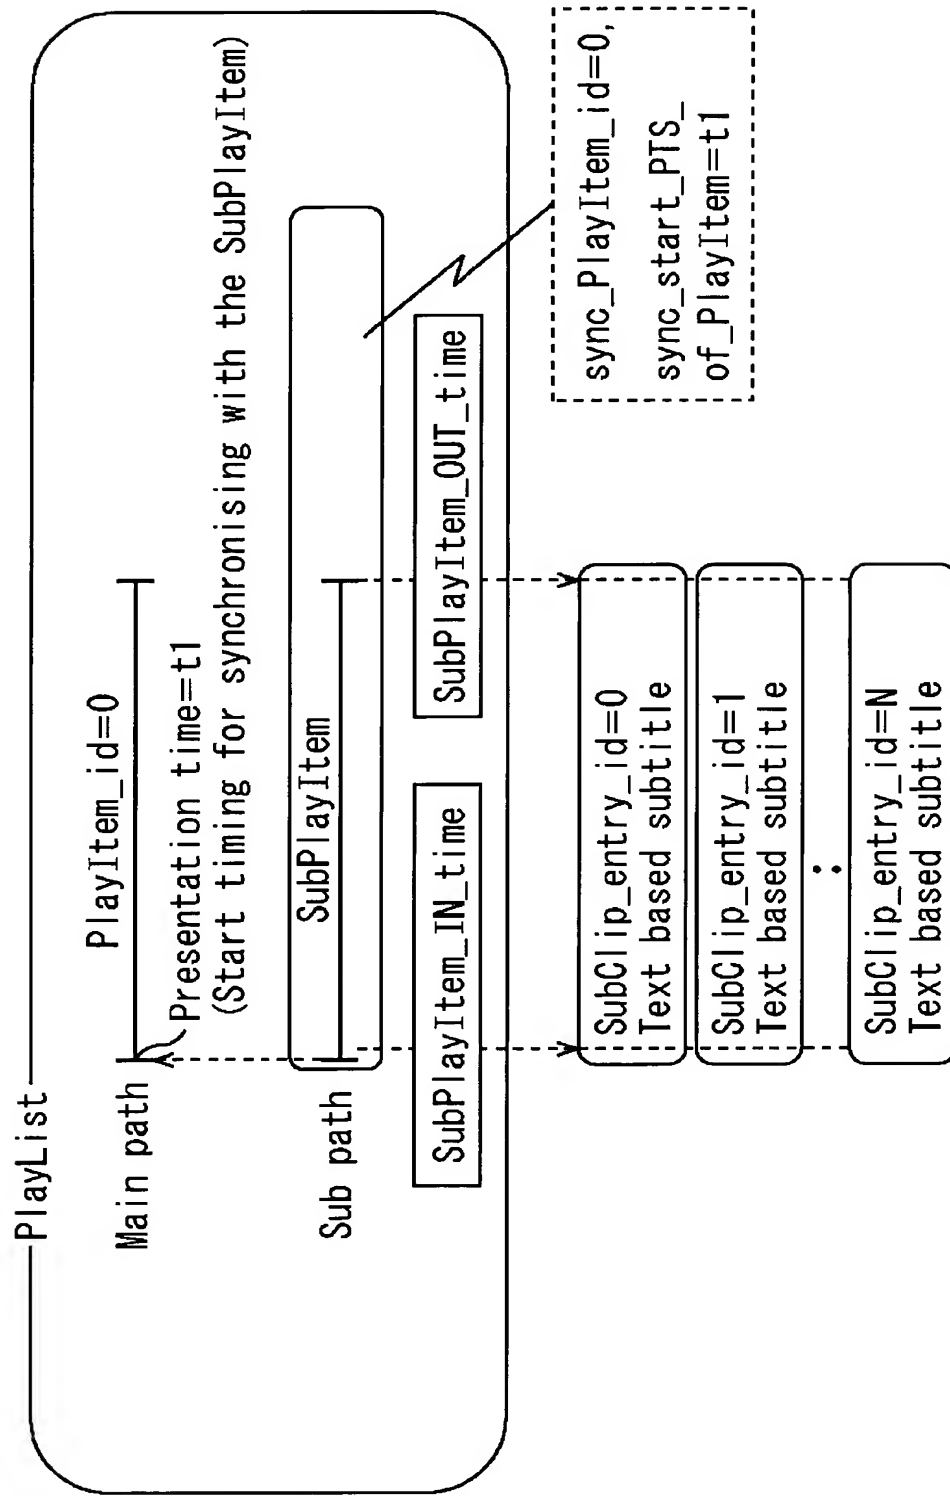 PlayList
Main path
PlayItem_id=0
Presentation time=t1
(Start timing for synchronising with the SubPlayItem)
Sub path
SubPlayItem
SubPlayItem_IN_time
SubPlayItem_OUT_time
sync_PlayItem_id=0,
sync_start_PTS_
of_PlayItem=t1
SubClip_entry_id=0
Text based subtitle
SubClip_entry_id=1
Text based subtitle
:
SubClip_entry_id=N
Text based subtitle